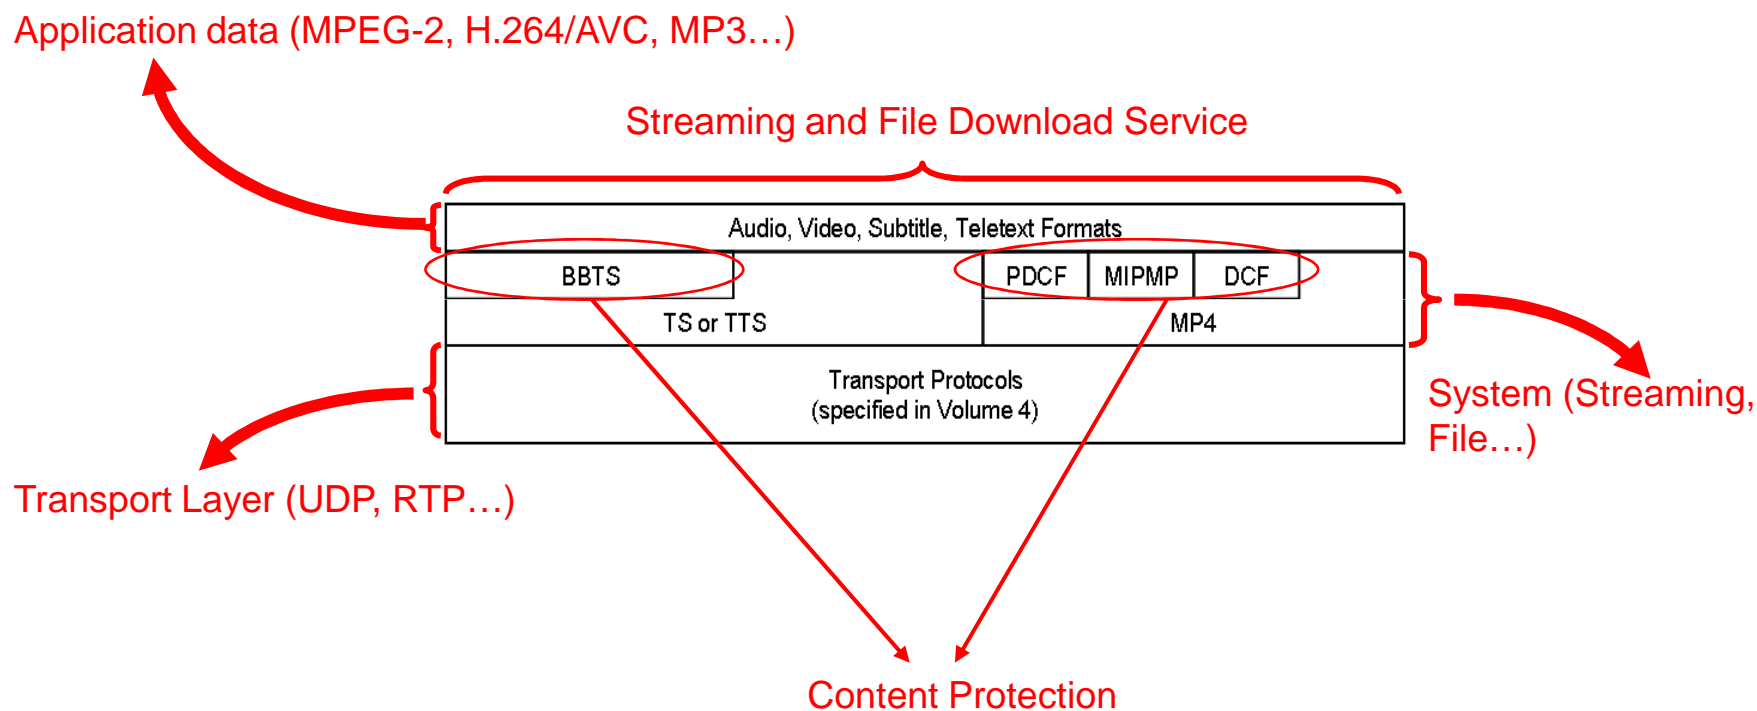 Application data (MPEG-2, H.264/AVC, MP3…)
Streaming and File Download Service
Audio, Video, Subtitle, Teletext Formats
BBTS
PDCF
MIPMP
DCF
TS or TTS
MP4
Transport Protocols
(specified in Volume 4)
System (Streaming,
File…)
Transport Layer (UDP, RTP…)
Content Protection